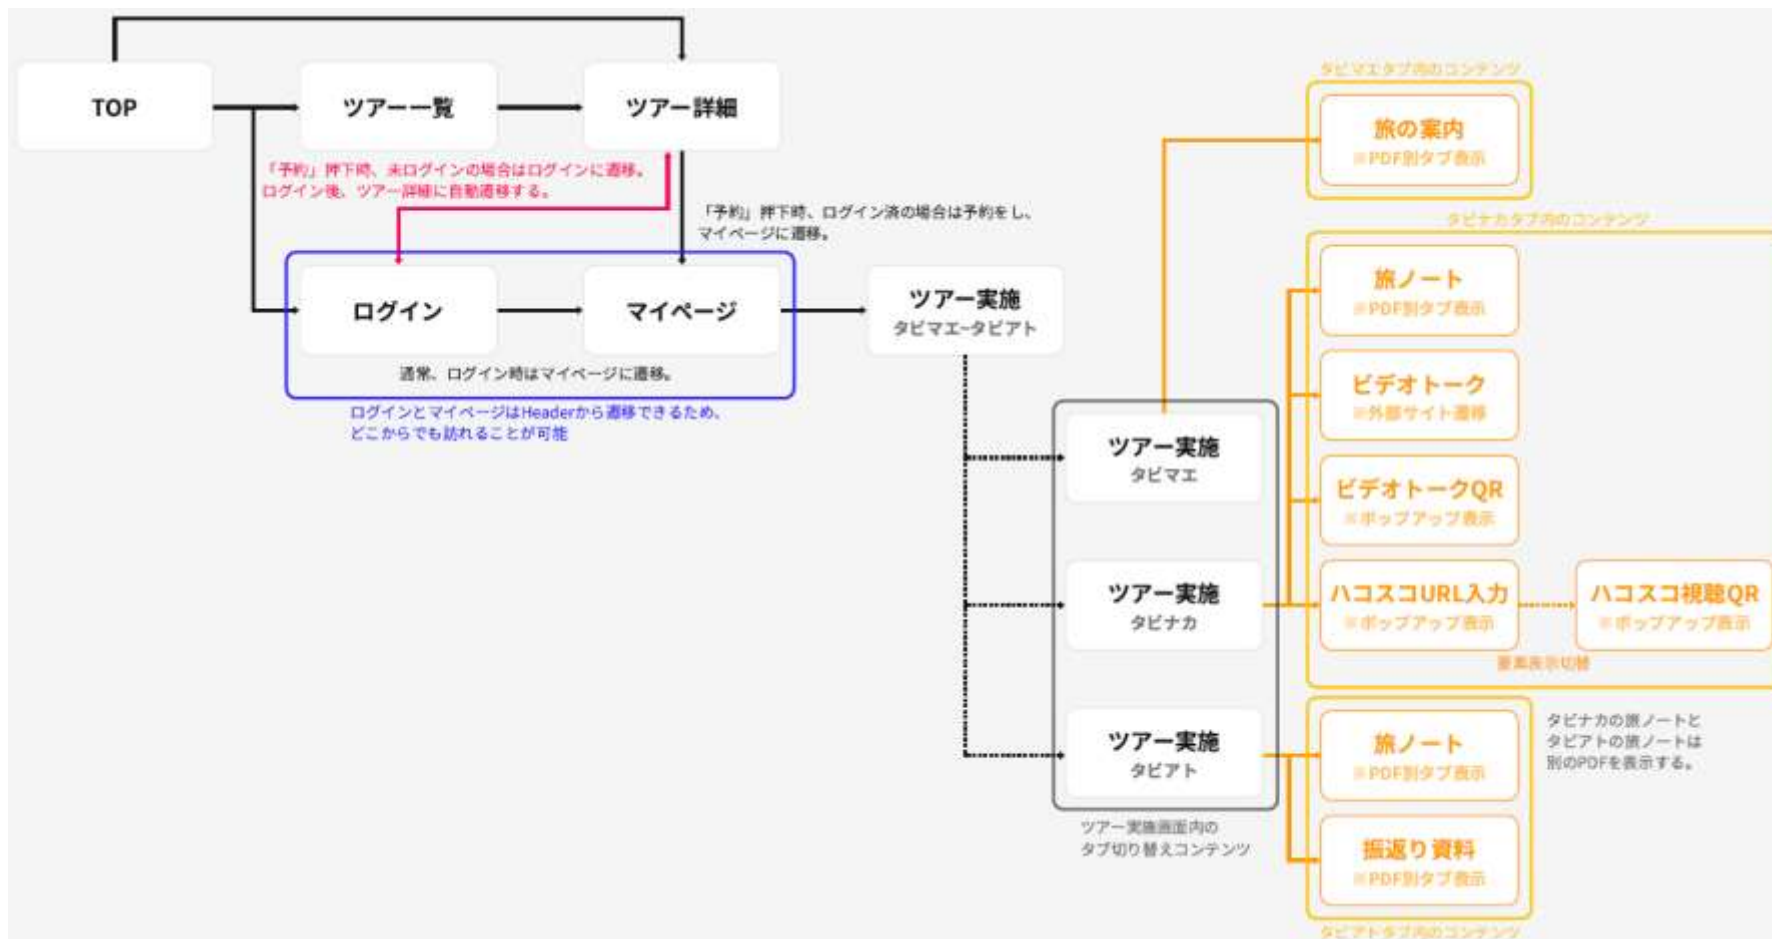 TOP
ツアー一覧
ツアー詳細
「予約」押下時、未ログインの場合はログインに遷移。
ログイン後、ツアー詳細に自動遷移する。
「予約」押下時、ログイン済の場合は予約をし、
マイページに遷移。
ログイン
マイページ
通常、ログイン時はマイページに遷移。
ログインとマイページはHeaderから遷移できるため、
どこからでも訪れることが可能
ツアー実施
タビマエ-タビアト
ツアー実施
タビマエ
ツアー実施
タビナカ
ツアー実施
タビアト
ツアー実施画面内の
タブ切り替えコンテンツ
タビマエタブ内のコンテンツ
旅の案内
※PDF別タブ表示
タビナカタブ内のコンテンツ
旅ノート
※PDF別タブ表示
ビデオトーク
※外部サイト遷移
ビデオトークQR
※ポップアップ表示
ハコスコURL入力
※ポップアップ表示
ハコスコ視聴QR
※ポップアップ表示
要素表示切替
旅ノート
※PDF別タブ表示
タビナカの旅ノートと
タビアトの旅ノートは
別のPDFを表示する。
振返り資料
※PDF別タブ表示
タビアトタブ内のコンテンツ